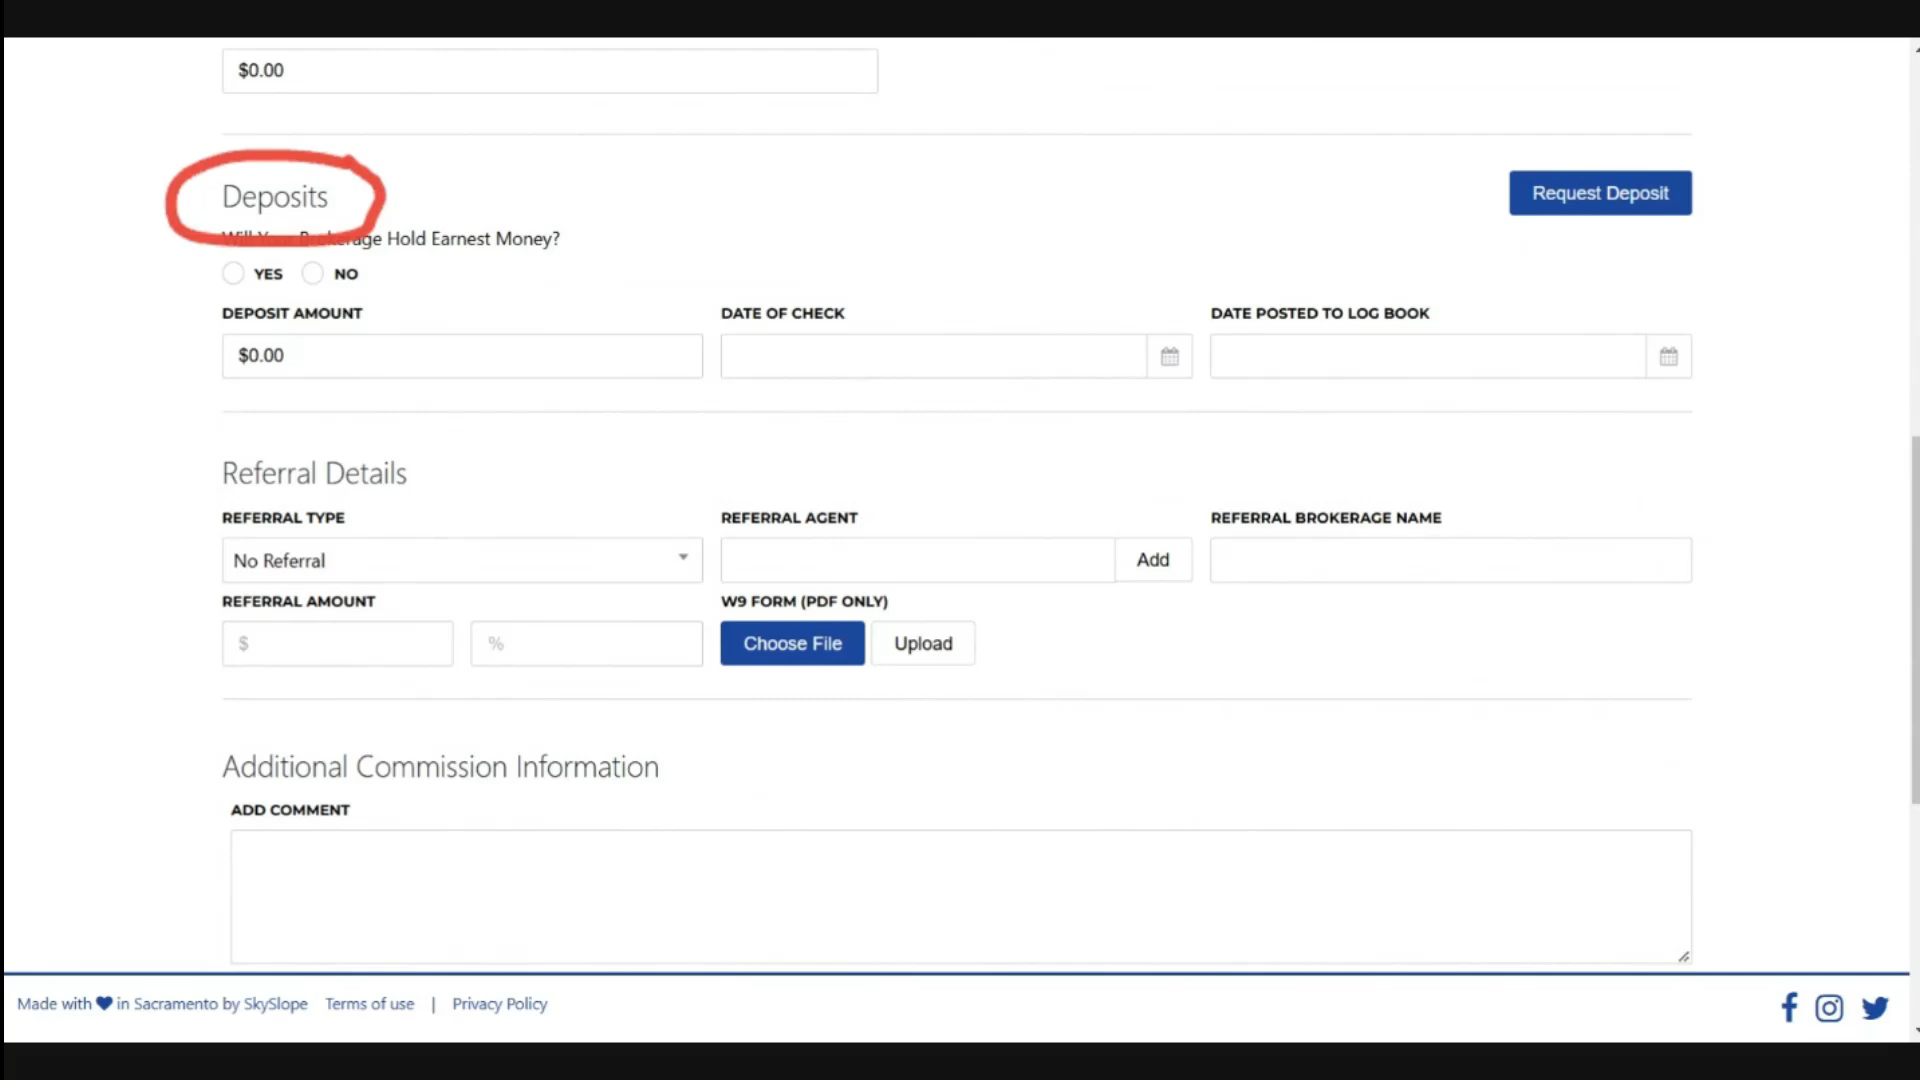 $0.00
Deposits
Request Deposit
Will Your Brokerage Hold Earnest Money?
YES NO
DEPOSIT AMOUNT DATE OF CHECK DATE POSTED TO LOG BOOK
$0.00
Referral Details
REFERRAL TYPE REFERRAL AGENT REFERRAL BROKERAGE NAME
No Referral Add
REFERRAL AMOUNT W9 FORM (PDF ONLY)
$ % Choose File Upload
Additional Commission Information
ADD COMMENT
Made with in Sacramento by SkySlope Terms of use | Privacy Policy